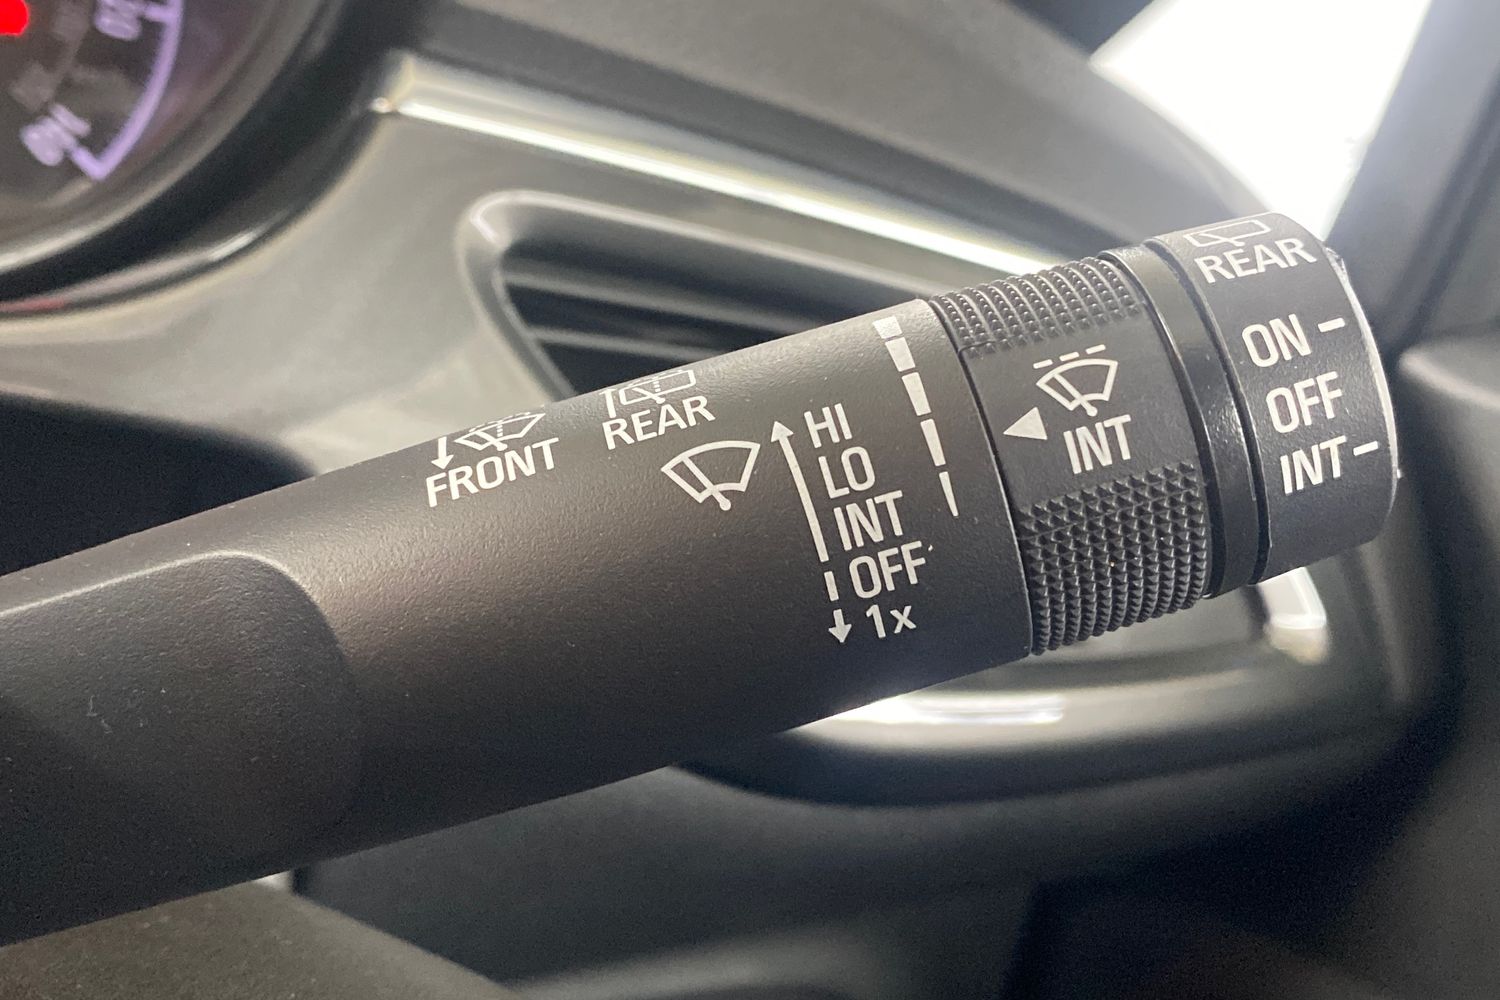 REAR
ON
OFF
INT
INT
FRONT
REAR
HI
LO
INT
OFF
1x